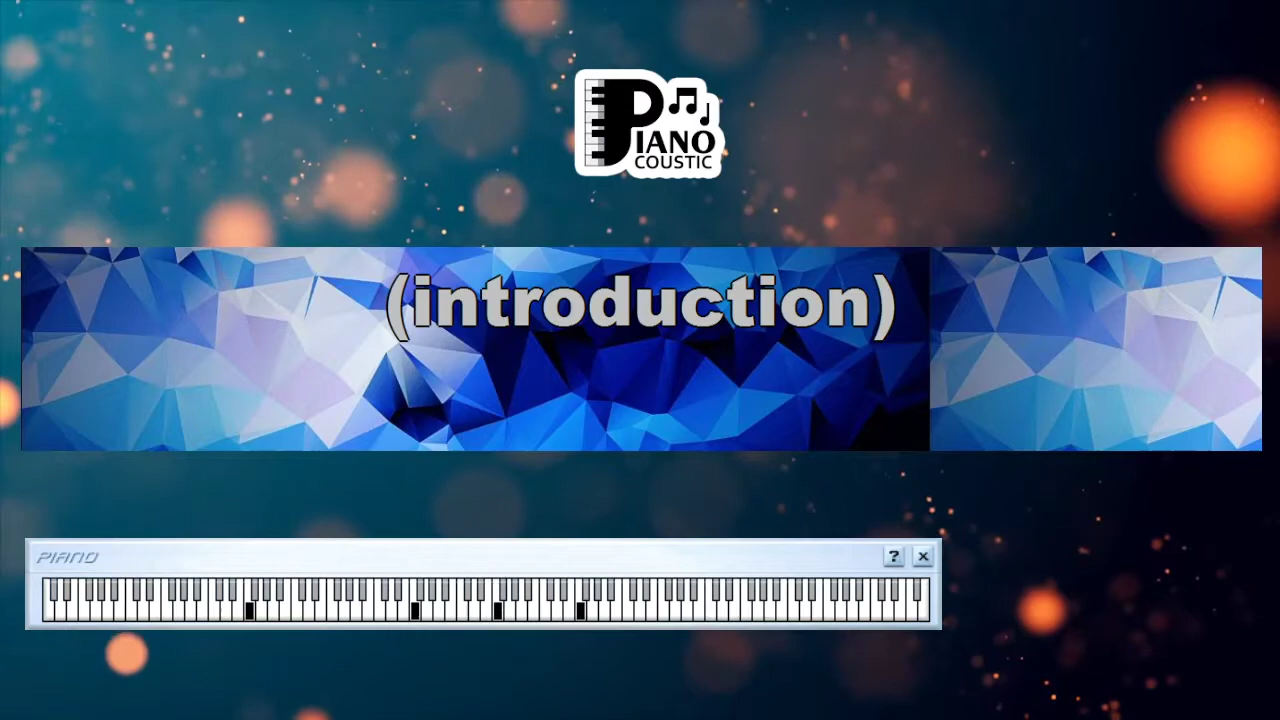 PIANO
COUSTIC
(introduction)
PIANO
?
×